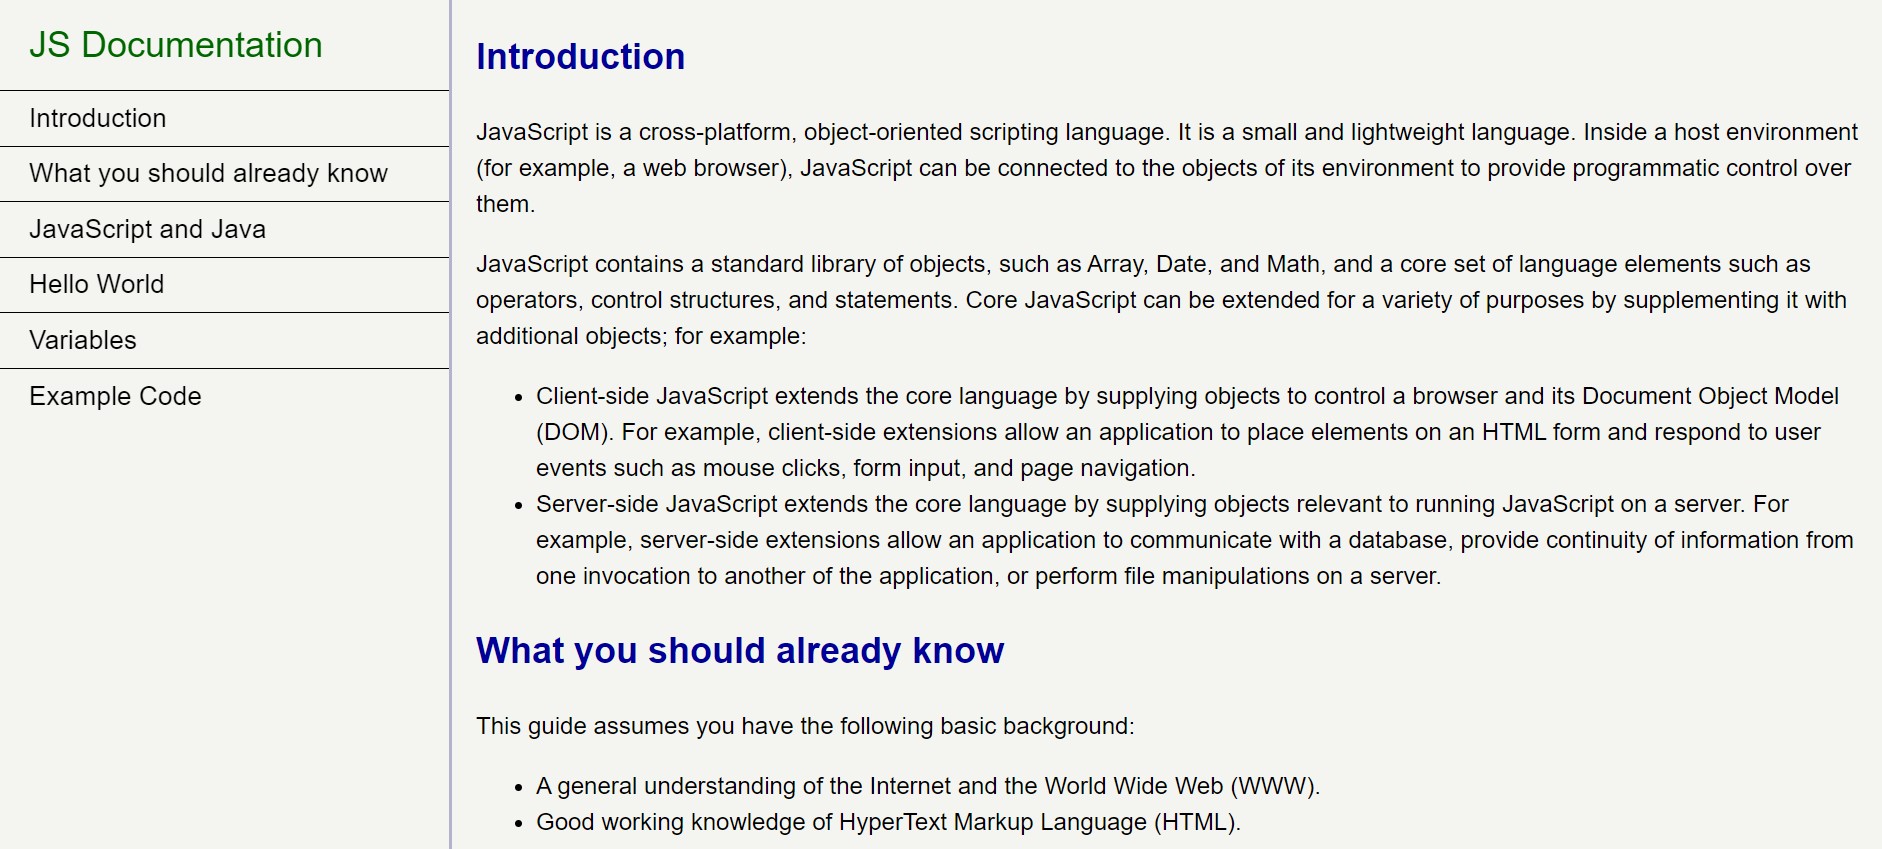 JS Documentation
Introduction
What you should already know
JavaScript and Java
Hello World
Variables
Example Code
Introduction
JavaScript is a cross-platform, object-oriented scripting language. It is a small and lightweight language. Inside a host environment
(for example, a web browser), JavaScript can be connected to the objects of its environment to provide programmatic control over
them.
JavaScript contains a standard library of objects, such as Array, Date, and Math, and a core set of language elements such as
operators, control structures, and statements. Core JavaScript can be extended for a variety of purposes by supplementing it with
additional objects; for example:
• Client-side JavaScript extends the core language by supplying objects to control a browser and its Document Object Model
(DOM). For example, client-side extensions allow an application to place elements on an HTML form and respond to user
events such as mouse clicks, form input, and page navigation.
• Server-side JavaScript extends the core language by supplying objects relevant to running JavaScript on a server. For
example, server-side extensions allow an application to communicate with a database, provide continuity of information from
one invocation to another of the application, or perform file manipulations on a server.
What you should already know
This guide assumes you have the following basic background:
• A general understanding of the Internet and the World Wide Web (WWW).
• Good working knowledge of HyperText Markup Language (HTML).